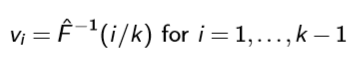 vᵢ = F̂⁻¹(i/k) for i = 1, . . . , k − 1